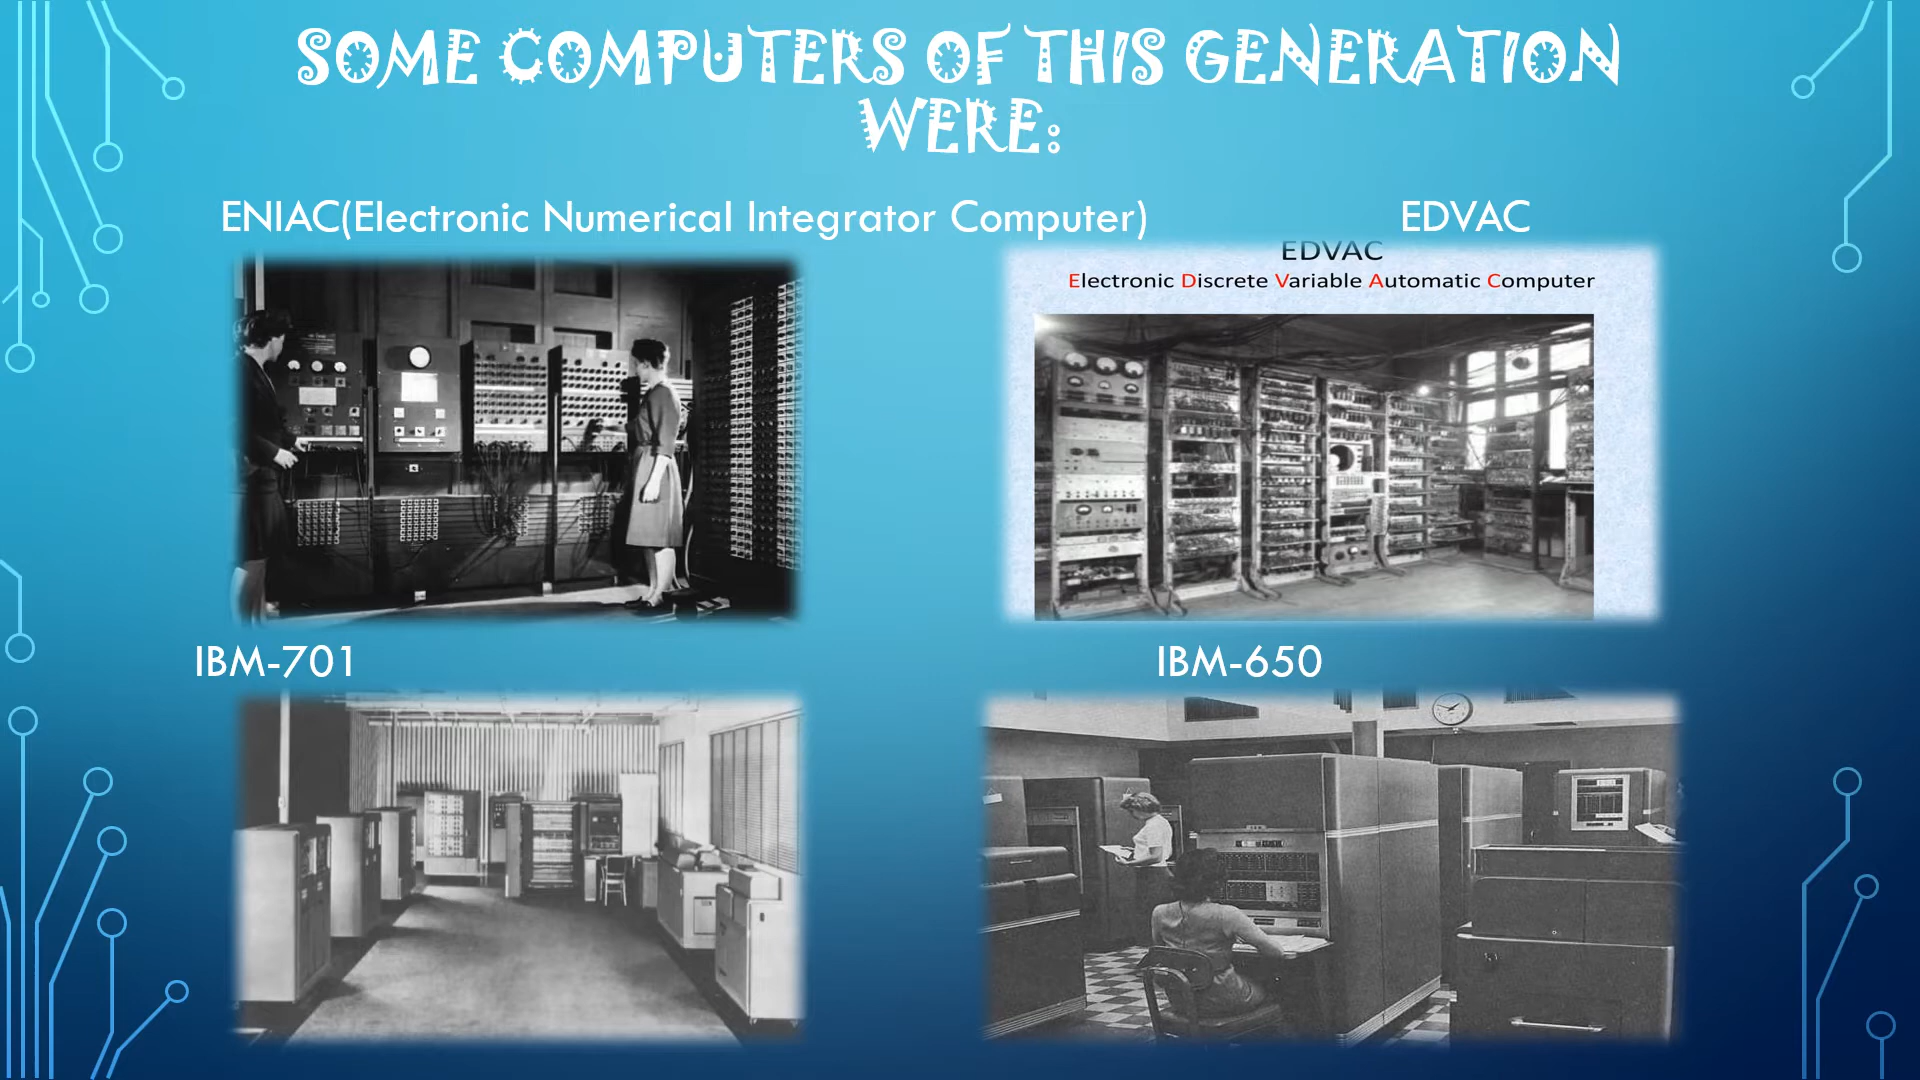 SOME COMPUTERS OF THIS GENERATION
WERE:
ENIAC(Electronic Numerical Integrator Computer)
EDVAC
EDVAC
Electronic Discrete Variable Automatic Computer
IBM-701
IBM-650